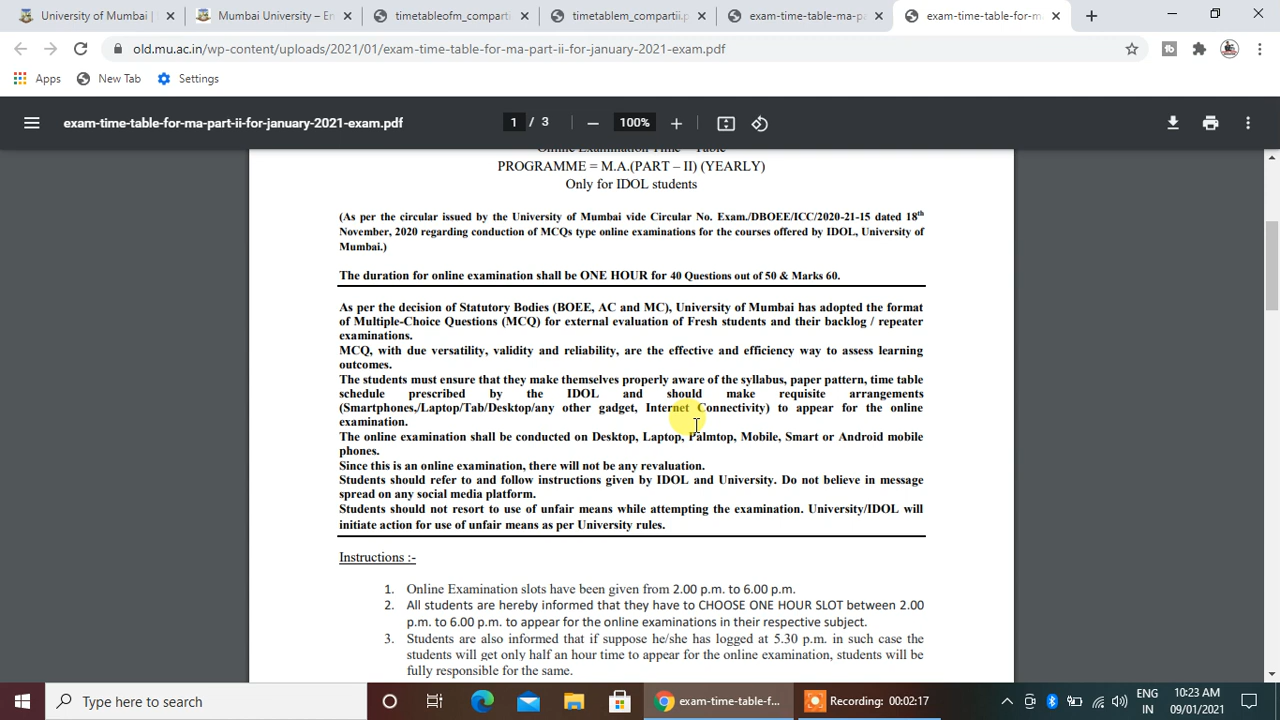 University of Mumbai |
Mumbai University – En
timetableofm_comparti
timetablem_compartii.p
exam-time-table-ma-pa
exam-time-table-for-ma
old.mu.ac.in/wp-content/uploads/2021/01/exam-time-table-for-ma-part-ii-for-january-2021-exam.pdf
Apps New Tab Settings
exam-time-table-for-ma-part-ii-for-january-2021-exam.pdf 1 / 3 100%
Online Examination Time – Table
PROGRAMME = M.A.(PART – II) (YEARLY)
Only for IDOL students
(As per the circular issued by the University of Mumbai vide Circular No. Exam./DBOEE/ICC/2020-21-15 dated 18th
November, 2020 regarding conduction of MCQs type online examinations for the courses offered by IDOL, University of
Mumbai.)
The duration for online examination shall be ONE HOUR for 40 Questions out of 50 & Marks 60.
As per the decision of Statutory Bodies (BOEE, AC and MC), University of Mumbai has adopted the format
of Multiple-Choice Questions (MCQ) for external evaluation of Fresh students and their backlog / repeater
examinations.
MCQ, with due versatility, validity and reliability, are the effective and efficiency way to assess learning
outcomes.
The students must ensure that they make themselves properly aware of the syllabus, paper pattern, time table
schedule prescribed by the IDOL and should make requisite arrangements
(Smartphones,/Laptop/Tab/Desktop/any other gadget, Internet Connectivity) to appear for the online
examination.
The online examination shall be conducted on Desktop, Laptop, Palmtop, Mobile, Smart or Android mobile
phones.
Since this is an online examination, there will not be any revaluation.
Students should refer to and follow instructions given by IDOL and University. Do not believe in message
spread on any social media platform.
Students should not resort to use of unfair means while attempting the examination. University/IDOL will
initiate action for use of unfair means as per University rules.
Instructions :-
1. Online Examination slots have been given from 2.00 p.m. to 6.00 p.m.
2. All students are hereby informed that they have to CHOOSE ONE HOUR SLOT between 2.00
p.m. to 6.00 p.m. to appear for the online examinations in their respective subject.
3. Students are also informed that if suppose he/she has logged at 5.30 p.m. in such case the
students will get only half an hour time to appear for the online examination, students will be
fully responsible for the same.
Type here to search
exam-time-table-f...
Recording: 00:02:17
ENG
IN
10:23 AM
09/01/2021